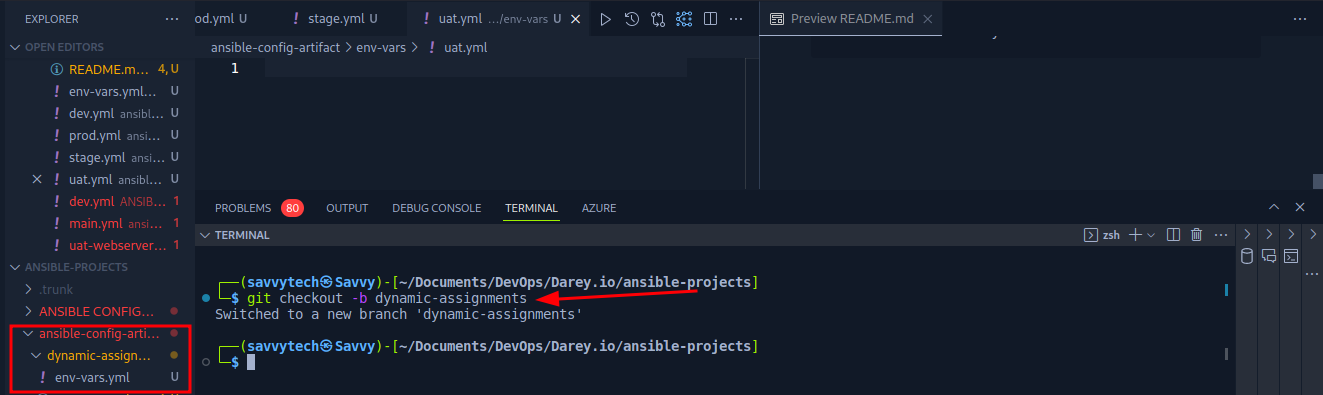 EXPLORER
OPEN EDITORS
README.m... 4, U
env-vars.yml... U
dev.yml ansibl... U
prod.yml ansi... U
stage.yml ans... U
uat.yml ansibl... U
dev.yml ANSIB... 1
main.yml ansi... 1
uat-webserver... 1
ANSIBLE-PROJECTS
.trunk
ANSIBLE CONFIG...
ansible-config-arti...
dynamic-assign...
env-vars.yml U
od.yml U stage.yml U uat.yml .../env-vars U
ansible-config-artifact > env-vars > ! uat.yml
1
Preview README.md
PROBLEMS 80 OUTPUT DEBUG CONSOLE TERMINAL AZURE
TERMINAL zsh
┌──(savvytech㉿Savvy)-[~/Documents/DevOps/Darey.io/ansible-projects]
└─$ git checkout -b dynamic-assignments
Switched to a new branch 'dynamic-assignments'
┌──(savvytech㉿Savvy)-[~/Documents/DevOps/Darey.io/ansible-projects]
└─$